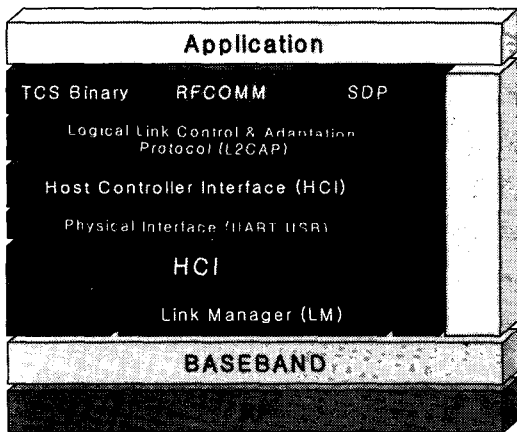 Application
TCS Binary RFCOMM SDP
Logical Link Control & Adaptation
Protocol (L2CAP)
Host Controller Interface (HCI)
Physical Interface (UART USB)
HCI
Link Manager (LM)
BASEBAND